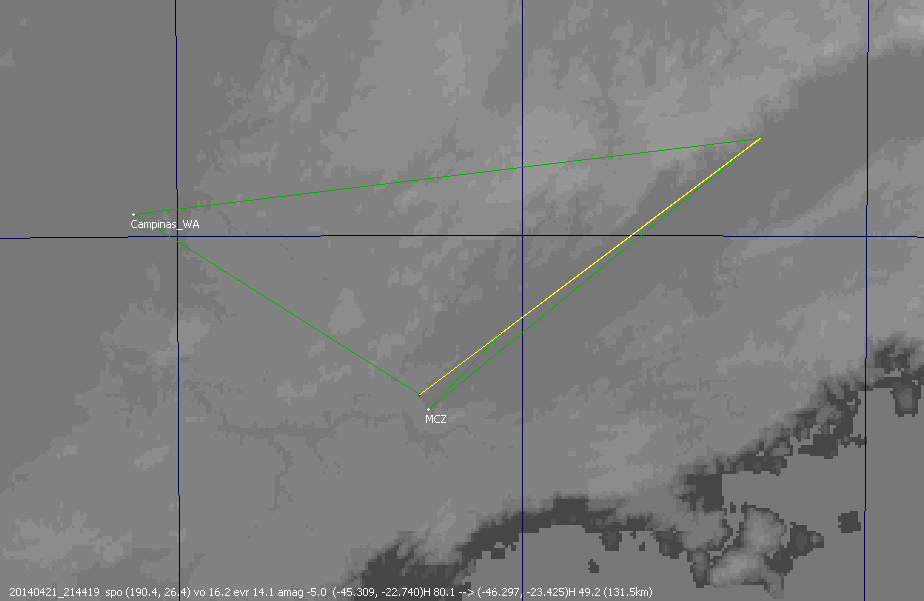 Campinas_WA
MCZ
20140421_214419 spo (190.4, 26.4) vo 16.2 evr 14.1 amag -5.0 (-45.309, -22.740)H 80.1 --> (-46.297, -23.425)H 49.2 (131.5km)